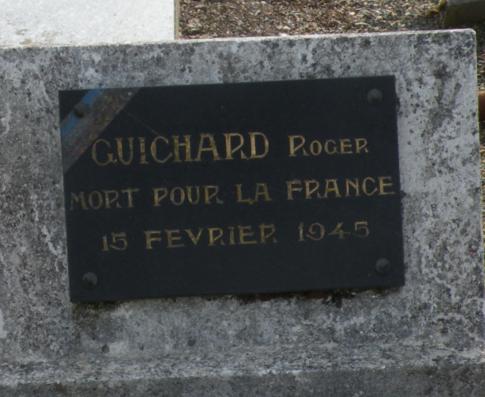 GUICHARD ROGER
MORT POUR LA FRANCE
15 FEVRIER 1945